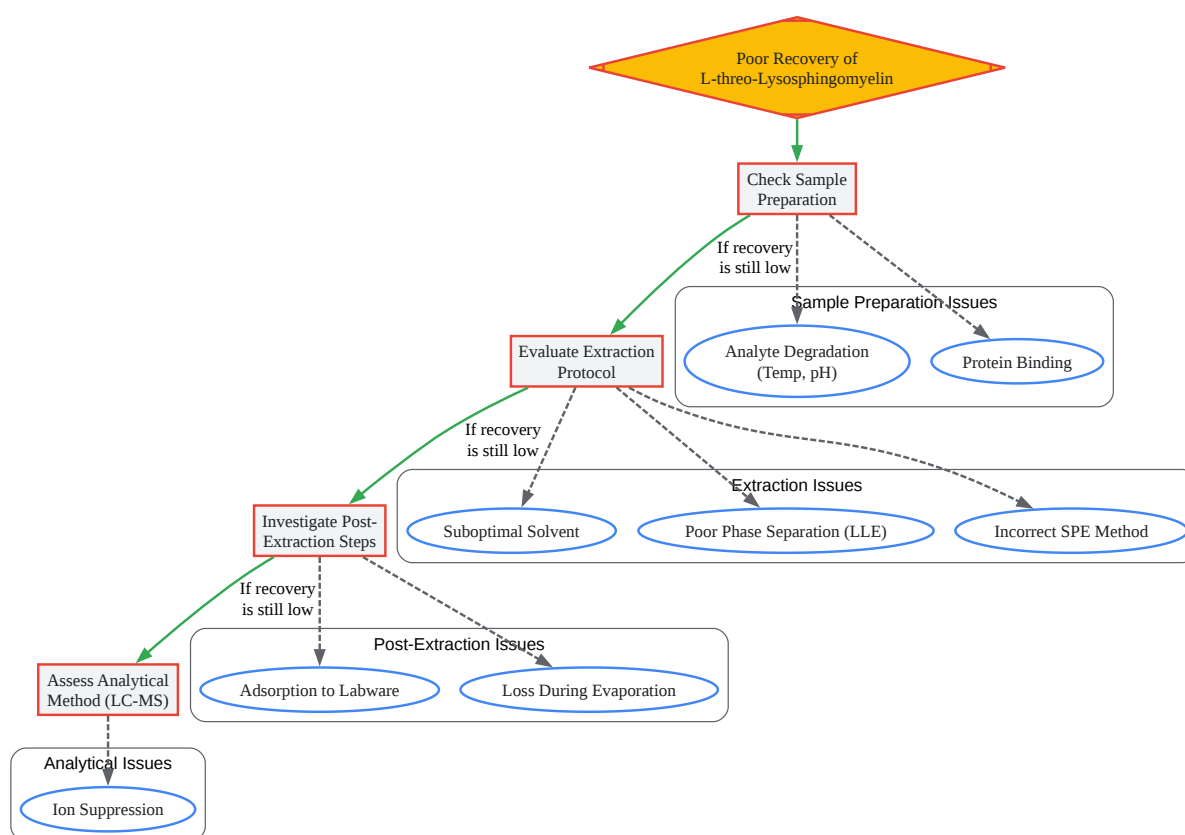 Poor Recovery of
L-threo-Lysosphingomyelin
Check Sample
Preparation
If recovery
is still low
Sample Preparation Issues
Analyte Degradation
(Temp, pH)
Protein Binding
Evaluate Extraction
Protocol
If recovery
is still low
Extraction Issues
Suboptimal Solvent
Poor Phase Separation (LLE)
Incorrect SPE Method
Investigate Post-
Extraction Steps
If recovery
is still low
Post-Extraction Issues
Adsorption to Labware
Loss During Evaporation
Assess Analytical
Method (LC-MS)
Analytical Issues
Ion Suppression